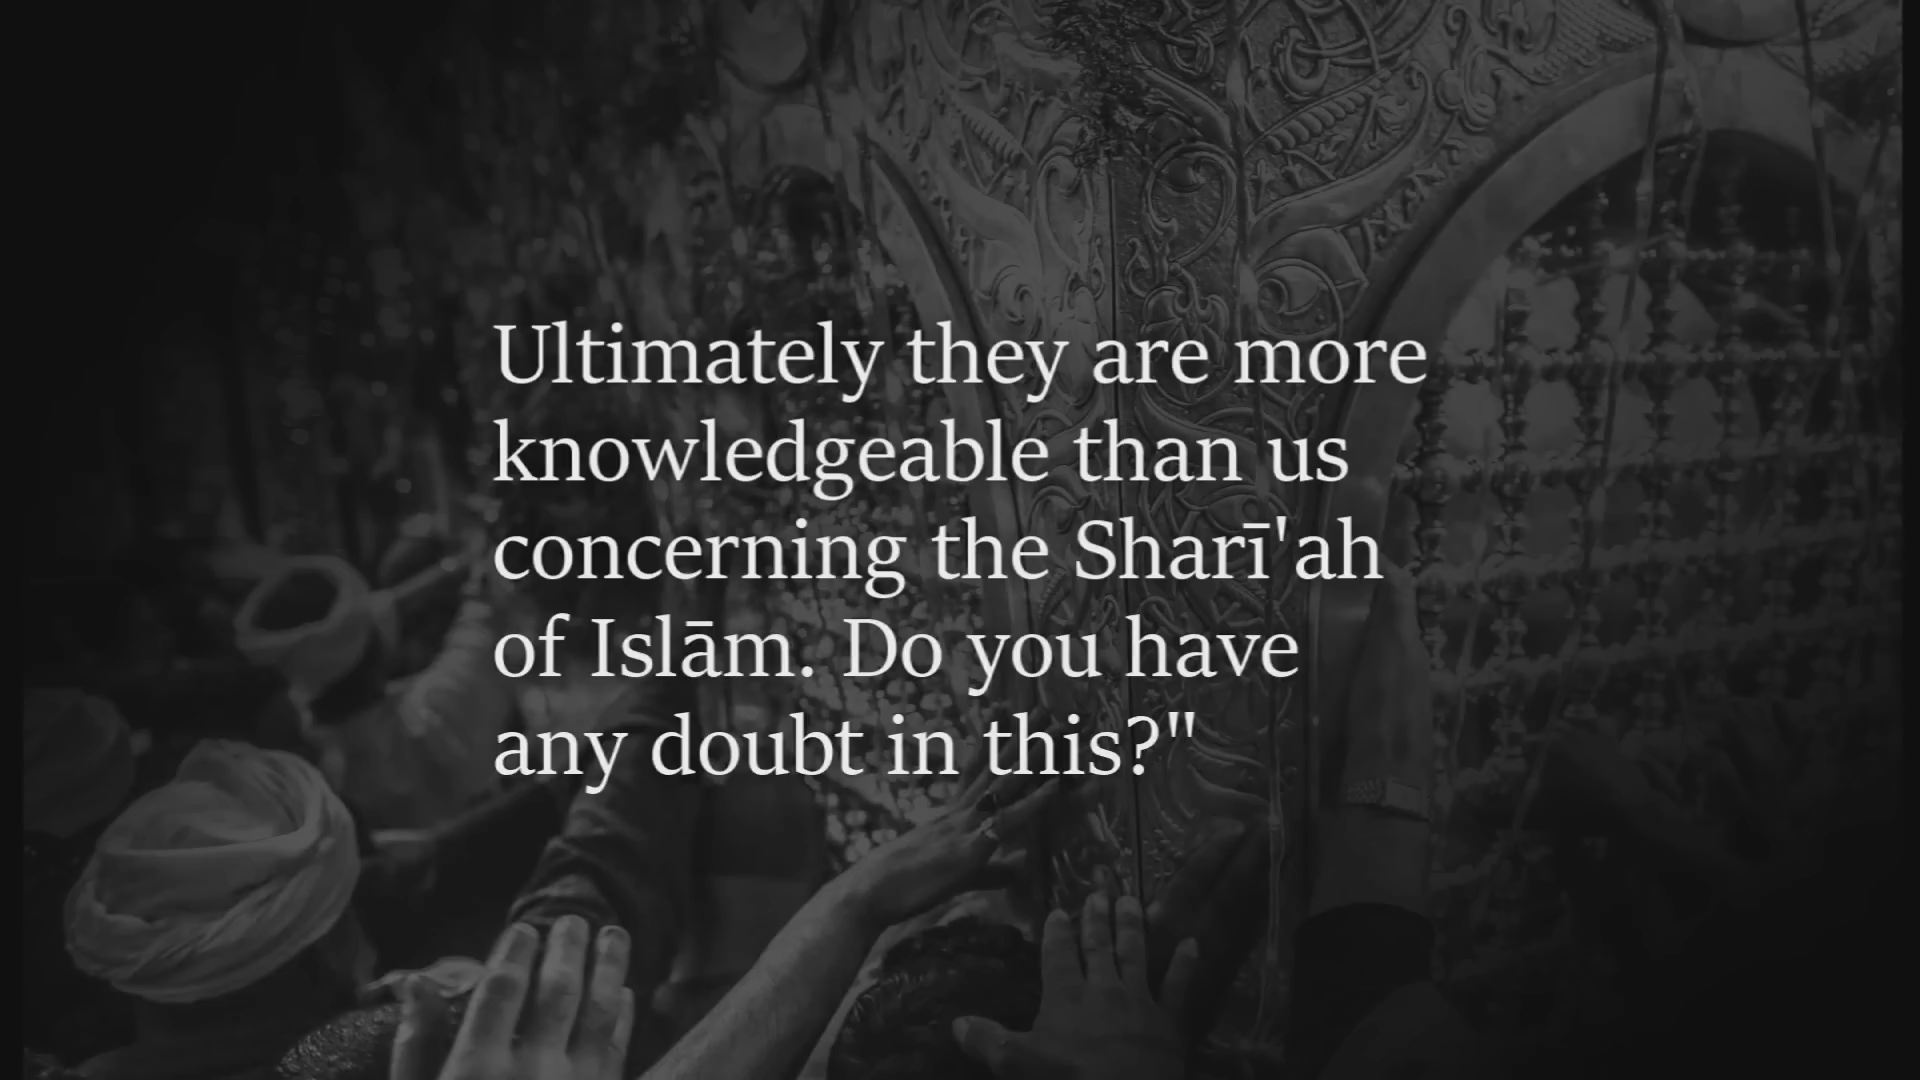 Ultimately they are more
knowledgeable than us
concerning the Sharī'ah
of Islām. Do you have
any doubt in this?"